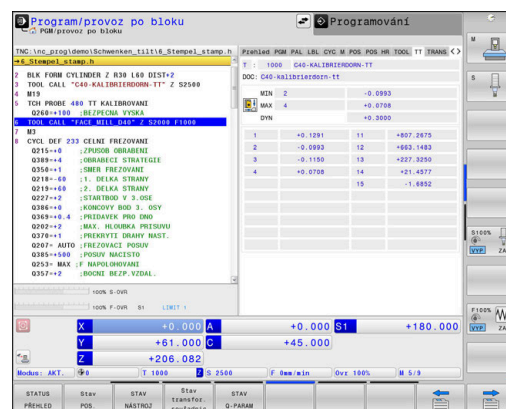 Program/provoz po bloku
PGM/provoz po bloku
Programování
TNC:\nc_prog\demo\Schwenken_tilt\6_Stempel_stamp.h
→6_Stempel_stamp.h
2 BLK FORM CYLINDER Z R30 L60 DIST+2
3 TOOL CALL "C40-KALIBRIERDORN-TT" Z S2500
4 M19
5 TCH PROBE 480 TT KALIBROVANI
Q260=+100 ;BEZPECNA VYSKA
6 TOOL CALL "FACE_MILL_D40" Z S2000 F1000
7 M3
8 CYCL DEF 233 CELNI FREZOVANI
Q215=+0 ;ZPUSOB OBRABENI
Q389=+4 ;OBRABECI STRATEGIE
Q350=+1 ;SMER FREZOVANI
Q218=-60 ;1. DELKA STRANY
Q219=+60 ;2. DELKA STRANY
Q227=+2 ;STARTBOD V 3.OSE
Q386=+0 ;KONCOVY BOD 3. OSY
Q369=+0.4 ;PRIDAVEK PRO DNO
Q202=+2 ;MAX. HLOUBKA PRISUVU
Q370=+1 ;PREKRYTI DRAHY NAST.
Q207= AUTO ;FREZOVACI POSUV
Q385=+500 ;POSUV NACISTO
Q253= MAX ;F NAPOLOHOVANI
Q357=+2 ;BOCNI BEZP.VZDAL.
Prehled PGM PAL LBL CYC M POS POS HR TOOL TT TRANS
T : 1000 C40-KALIBRIERDORN-TT
DOC: C40-kalibrierdorn-tt
MIN 2 -0.0993
MAX 4 +0.0708
DYN +0.3000
1 +0.1291 11 +807.2675
2 -0.0993 12 +663.1483
3 -0.1150 13 +227.3250
4 +0.0708 14 +21.4577
15 -1.6852
100% S-OVR
100% F-OVR S1 LIMIT 1
X +0.000 A +0.000 S1 +180.000
Y +61.000 C +45.000
Z +206.082
Modus: AKT. 0 T 1000 Z S 2500 F 0mm/min Ovr 100% M 5/9
STATUS PŘEHLED
Stav POS.
STAV NÁSTROJ
Stav transfor.
STAV Q-PARAM
M
S
S100%
VYP ZA
F100%
VYP ZA